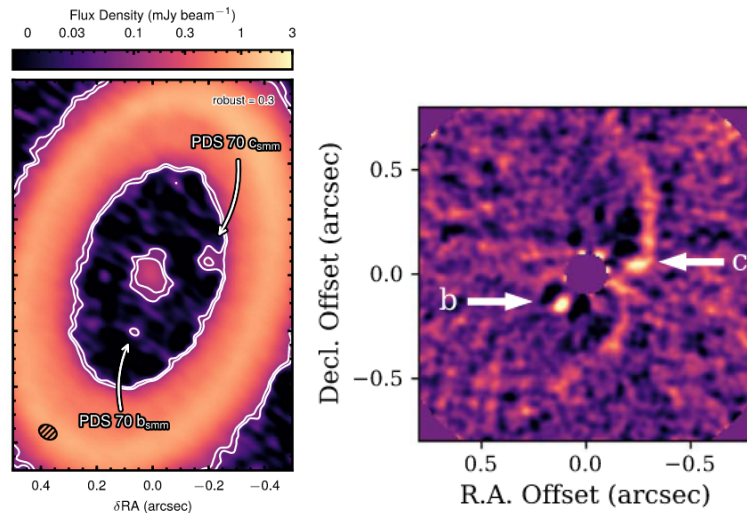 Flux Density (mJy beam⁻¹)
0 0.03 0.1 0.3 1 3
robust = 0.3
PDS 70 c_smm
PDS 70 b_smm
0.4 0.2 0.0 −0.2 −0.4
δRA (arcsec)
Decl. Offset (arcsec)
0.5
0.0
−0.5
b
c
0.5 0.0 −0.5
R.A. Offset (arcsec)